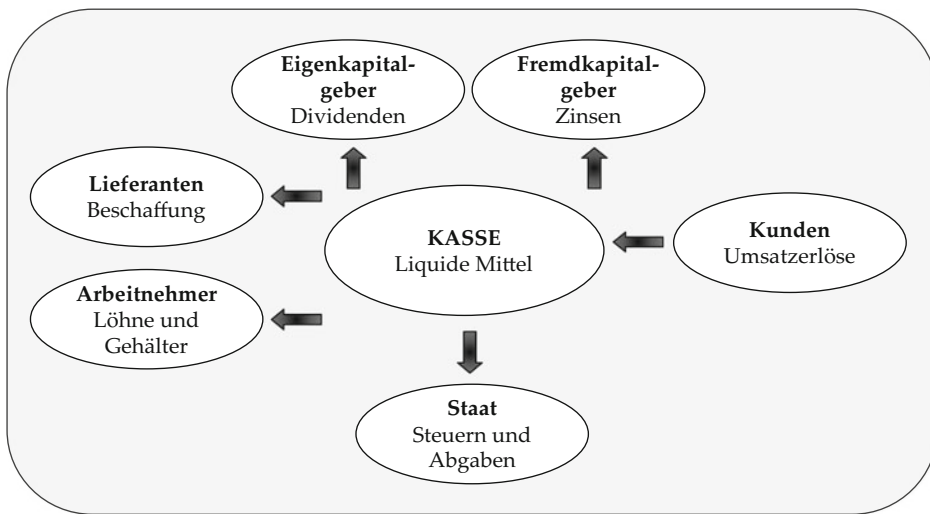 Eigenkapital-
geber
Dividenden
Fremdkapital-
geber
Zinsen
Lieferanten
Beschaffung
KASSE
Liquide Mittel
Kunden
Umsatzerlöse
Arbeitnehmer
Löhne und
Gehälter
Staat
Steuern und
Abgaben